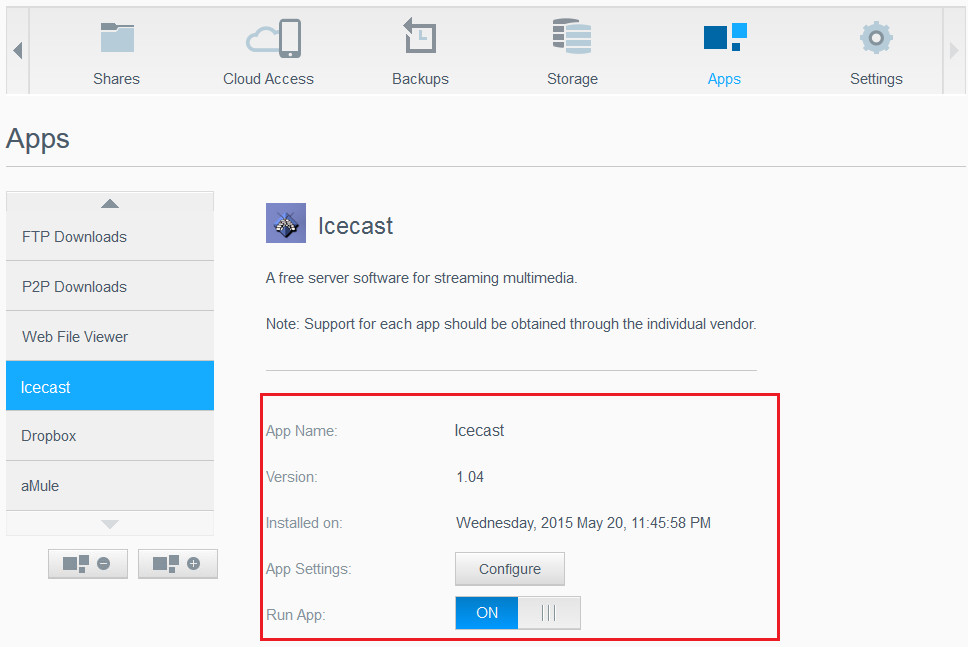 Shares Cloud Access Backups Storage Apps Settings
Apps
FTP Downloads
P2P Downloads
Web File Viewer
Icecast
Dropbox
aMule
Icecast
A free server software for streaming multimedia.
Note: Support for each app should be obtained through the individual vendor.
App Name: Icecast
Version: 1.04
Installed on: Wednesday, 2015 May 20, 11:45:58 PM
App Settings: Configure
Run App: ON